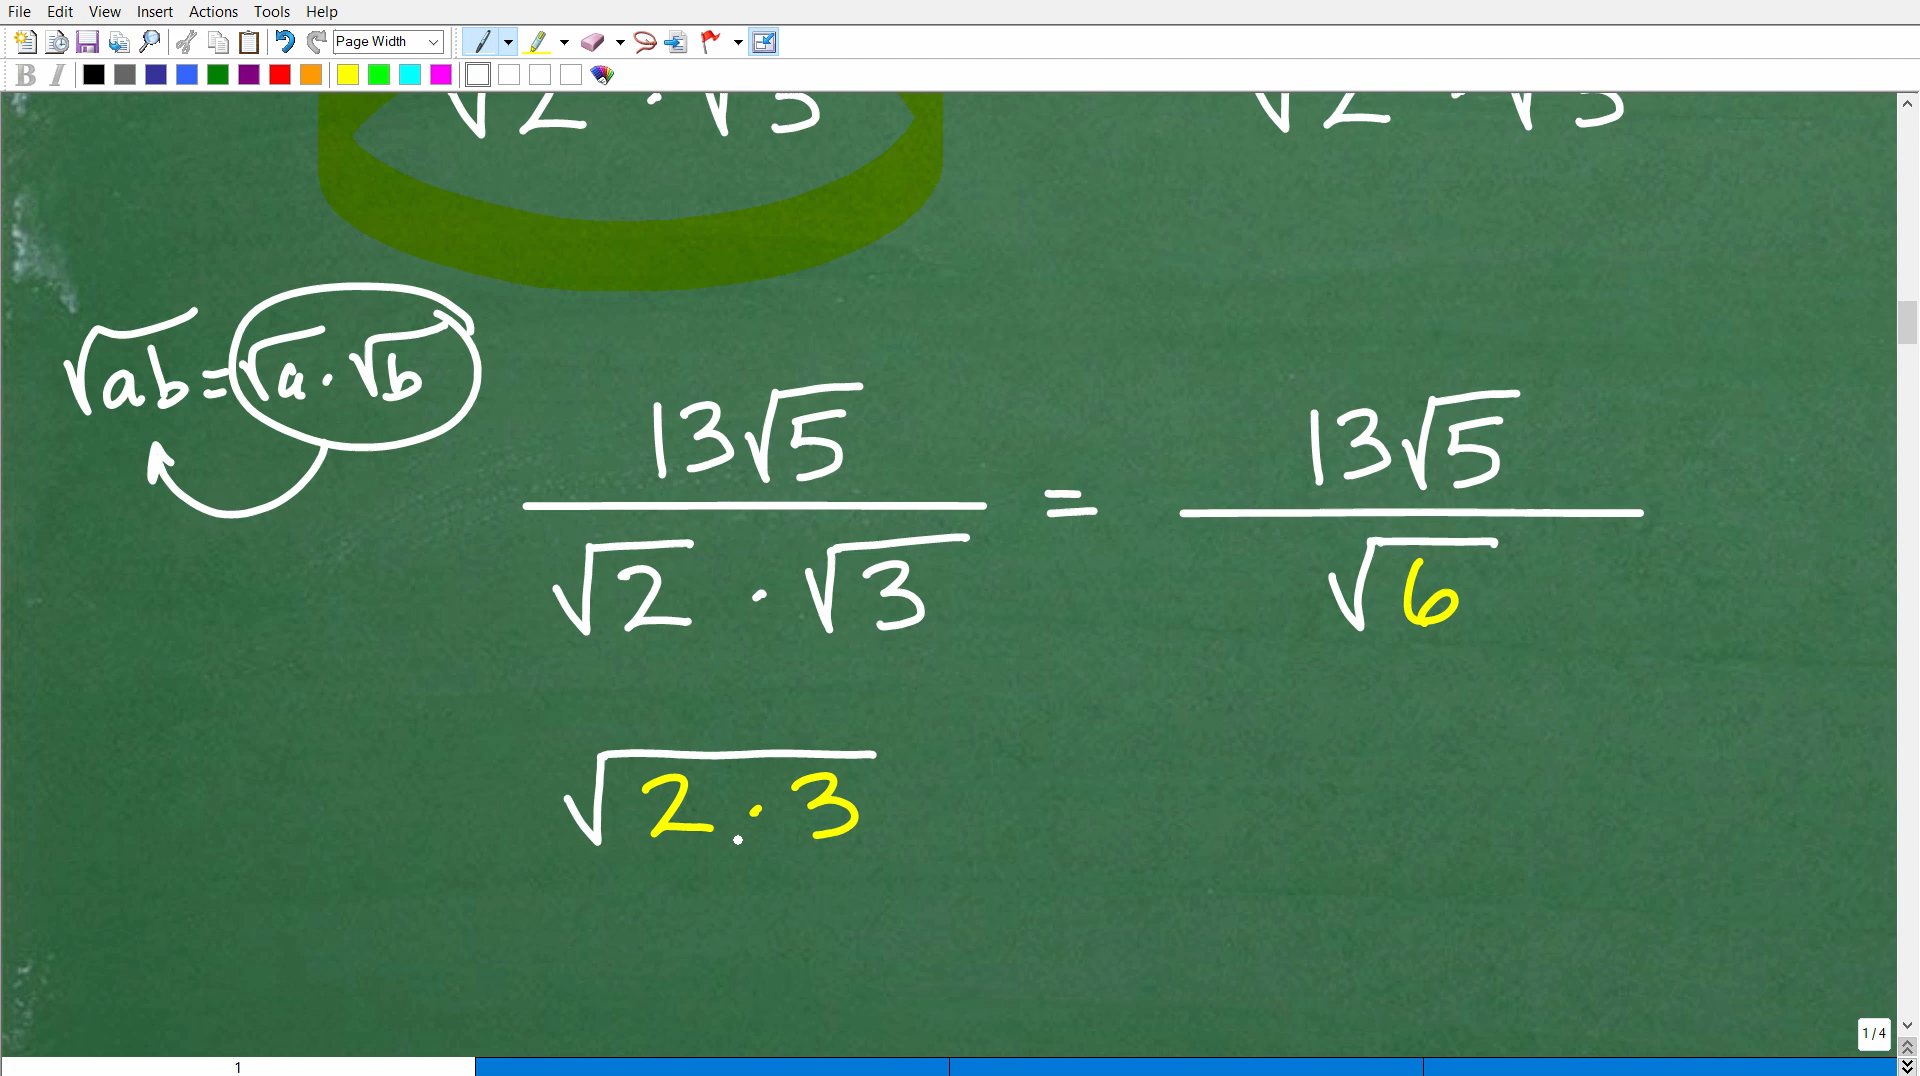 File Edit View Insert Actions Tools Help
Page Width
B I
√2 · √3 √2 · √3
√ab = √a · √b
13√5 / √2 · √3 = 13√5 / √6
√2 · 3
1 / 4
1